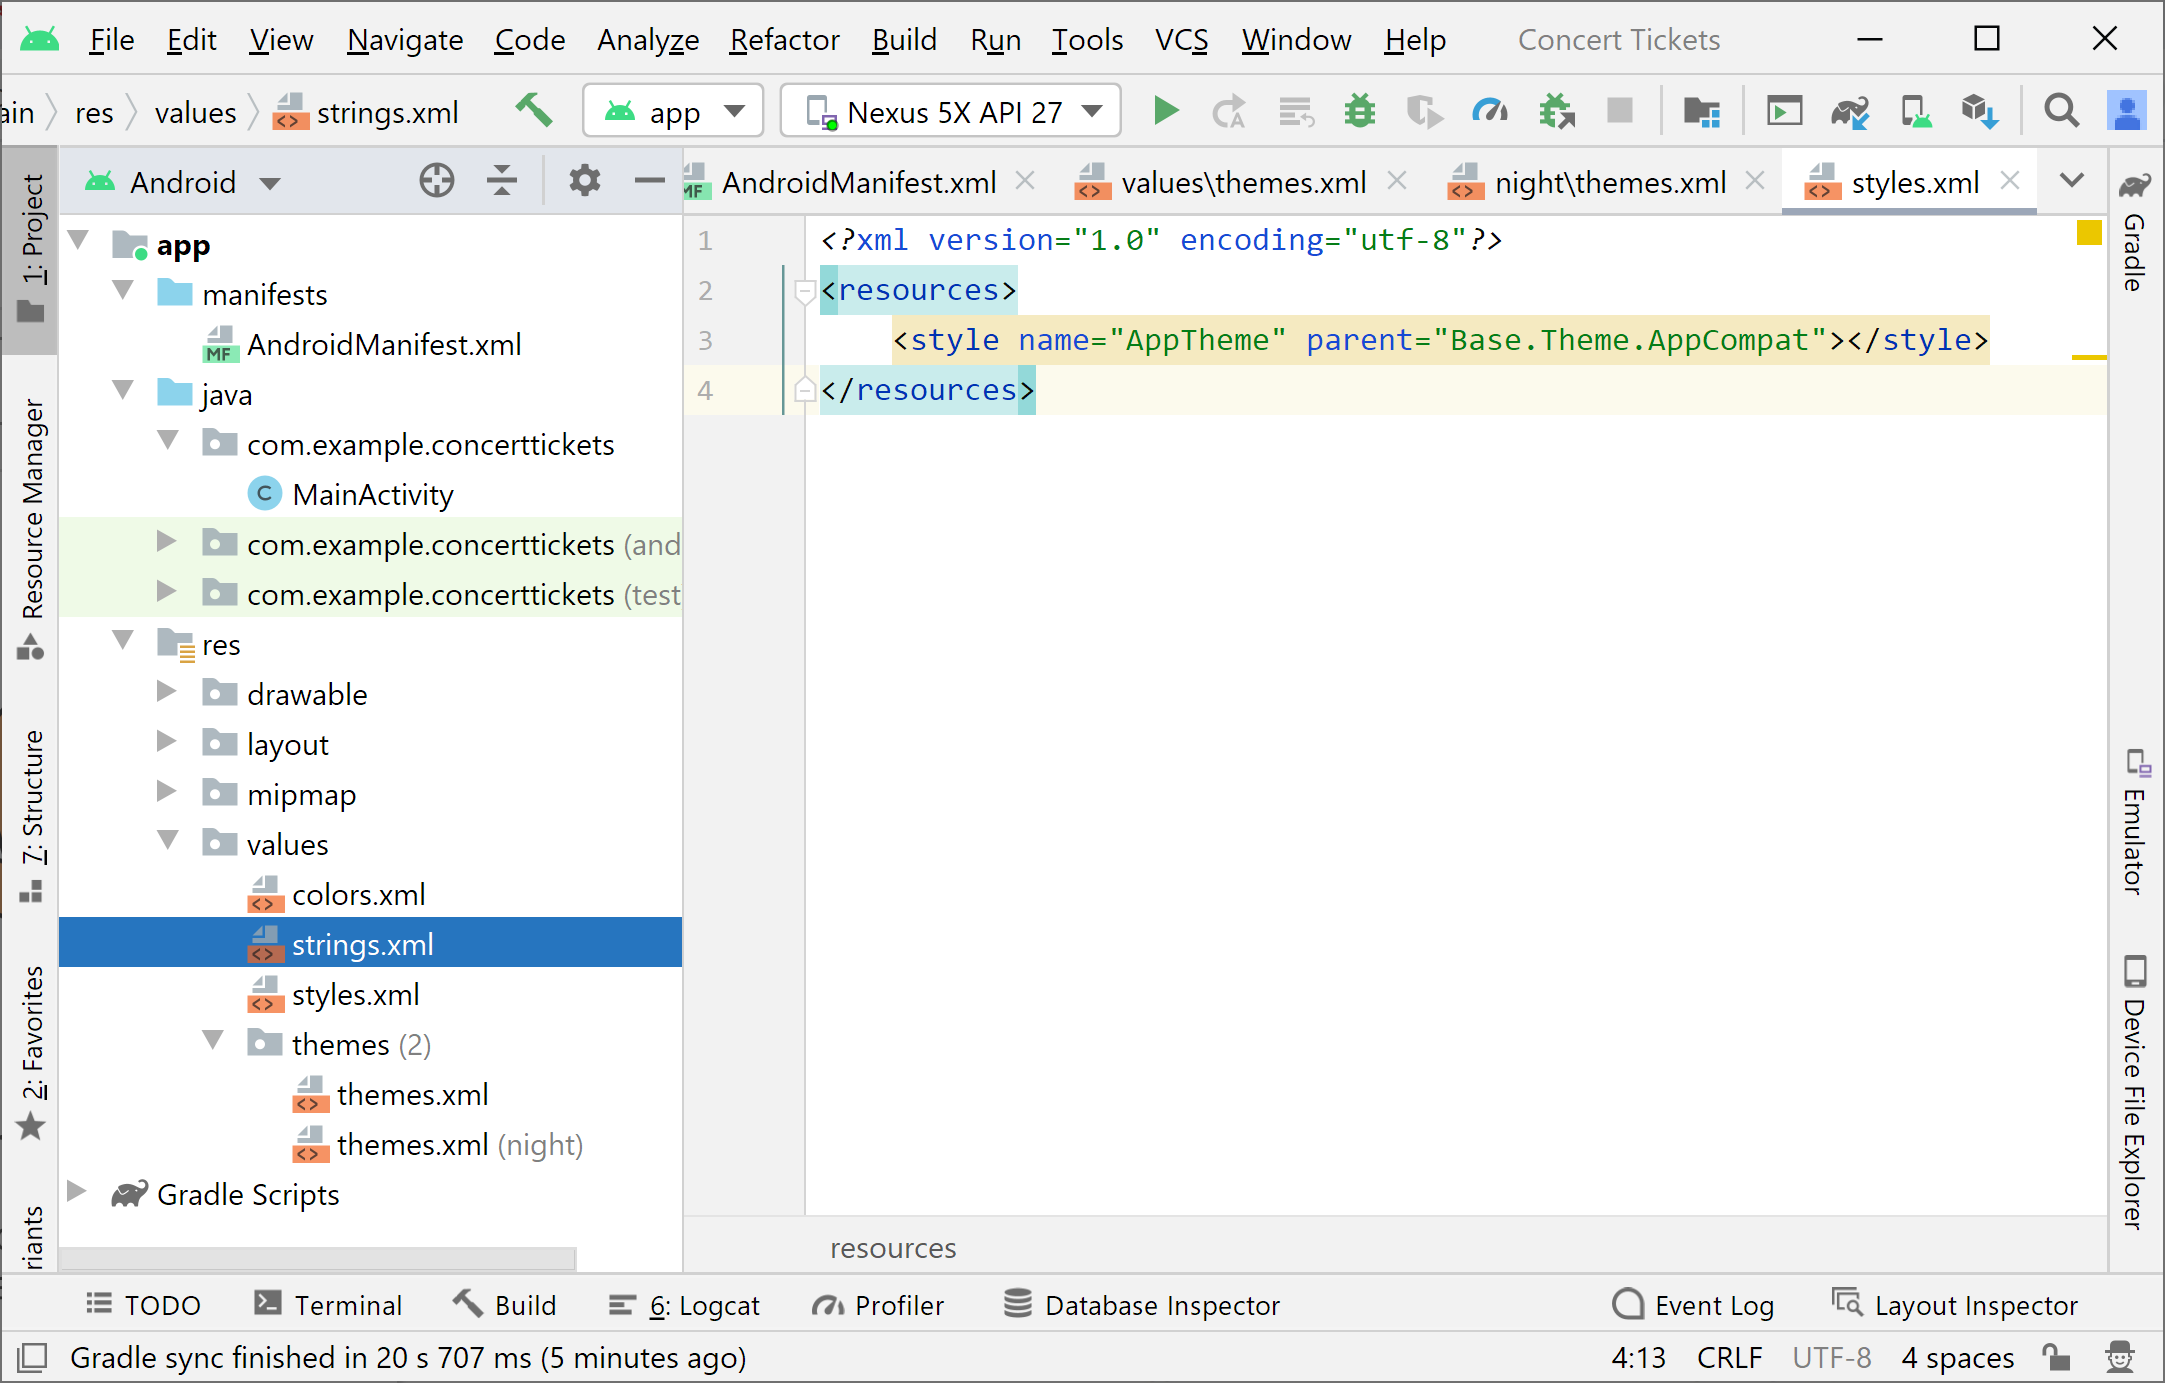 File Edit View Navigate Code Analyze Refactor Build Run Tools VCS Window Help Concert Tickets
ain res values strings.xml app Nexus 5X API 27
Android
AndroidManifest.xml values\themes.xml night\themes.xml styles.xml
1: Project
Resource Manager
7: Structure
2: Favorites
riants
app
manifests
MF AndroidManifest.xml
java
com.example.concerttickets
C MainActivity
com.example.concerttickets (and
com.example.concerttickets (test
res
drawable
layout
mipmap
values
colors.xml
strings.xml
styles.xml
themes (2)
themes.xml
themes.xml (night)
Gradle Scripts
1 <?xml version="1.0" encoding="utf-8"?>
2 <resources>
3 <style name="AppTheme" parent="Base.Theme.AppCompat"></style>
4 </resources>
resources
Gradle
Emulator
Device File Explorer
TODO Terminal Build 6: Logcat Profiler Database Inspector Event Log Layout Inspector
Gradle sync finished in 20 s 707 ms (5 minutes ago) 4:13 CRLF UTF-8 4 spaces